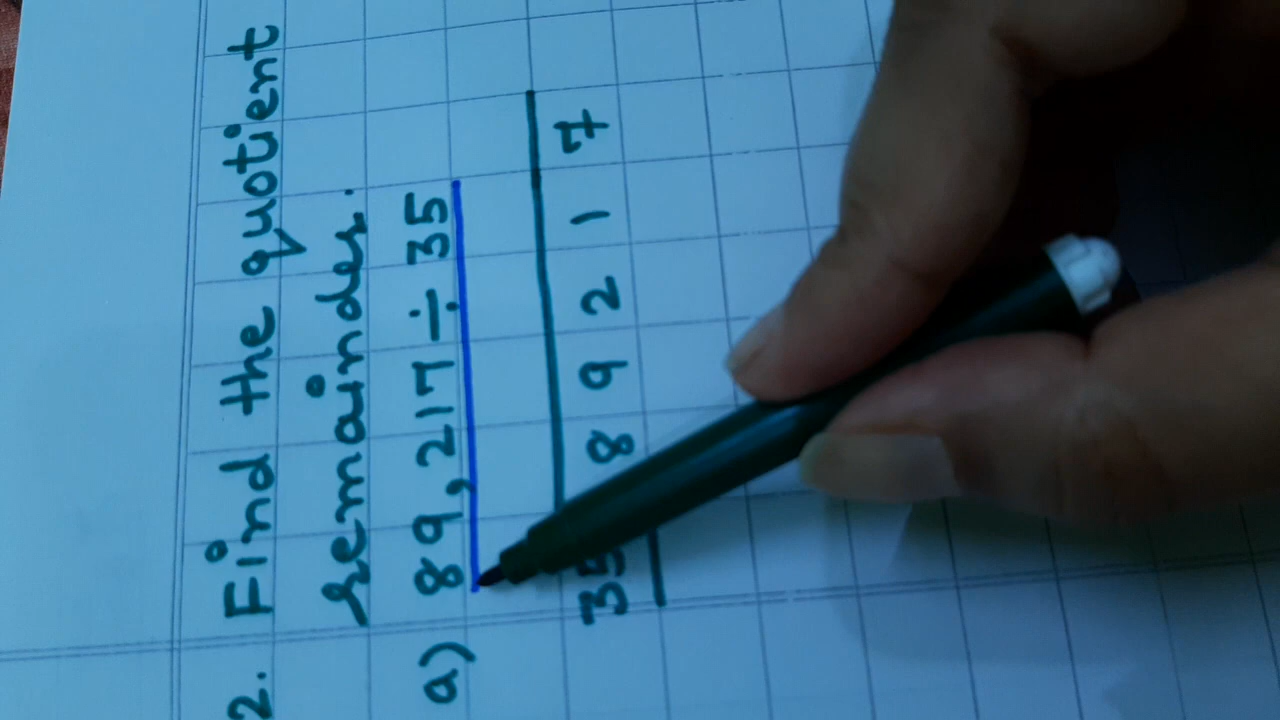 2. Find the quotient
remainder.
a) 89,217 ÷ 35
35 8 9 2 1 7